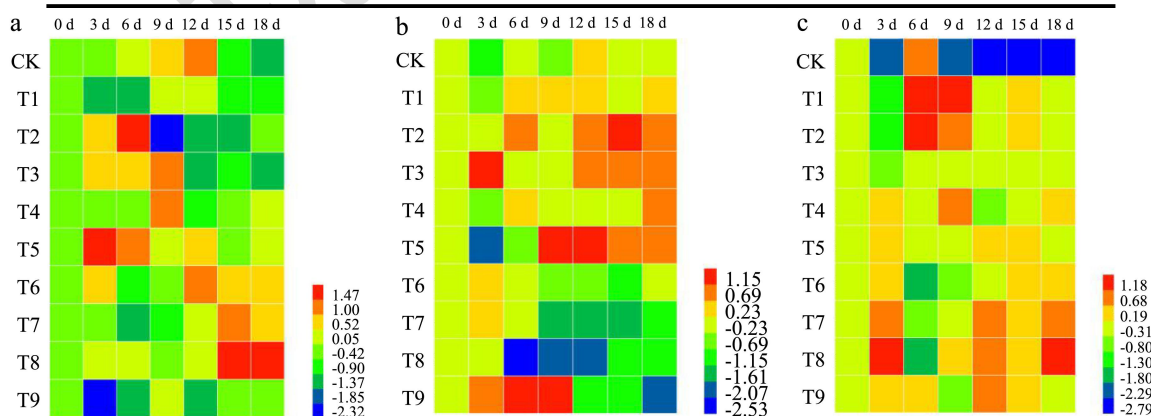 a
0 d 3 d 6 d 9 d 12 d 15 d 18 d
CK
T1
T2
T3
T4
T5
T6
T7
T8
T9
1.47
1.00
0.52
0.05
-0.42
-0.90
-1.37
-1.85
-2.32
b
0 d 3 d 6 d 9 d 12 d 15 d 18 d
CK
T1
T2
T3
T4
T5
T6
T7
T8
T9
1.15
0.69
0.23
-0.23
-0.69
-1.15
-1.61
-2.07
-2.53
c
0 d 3 d 6 d 9 d 12 d 15 d 18 d
CK
T1
T2
T3
T4
T5
T6
T7
T8
T9
1.18
0.68
0.19
-0.31
-0.80
-1.30
-1.80
-2.29
-2.79